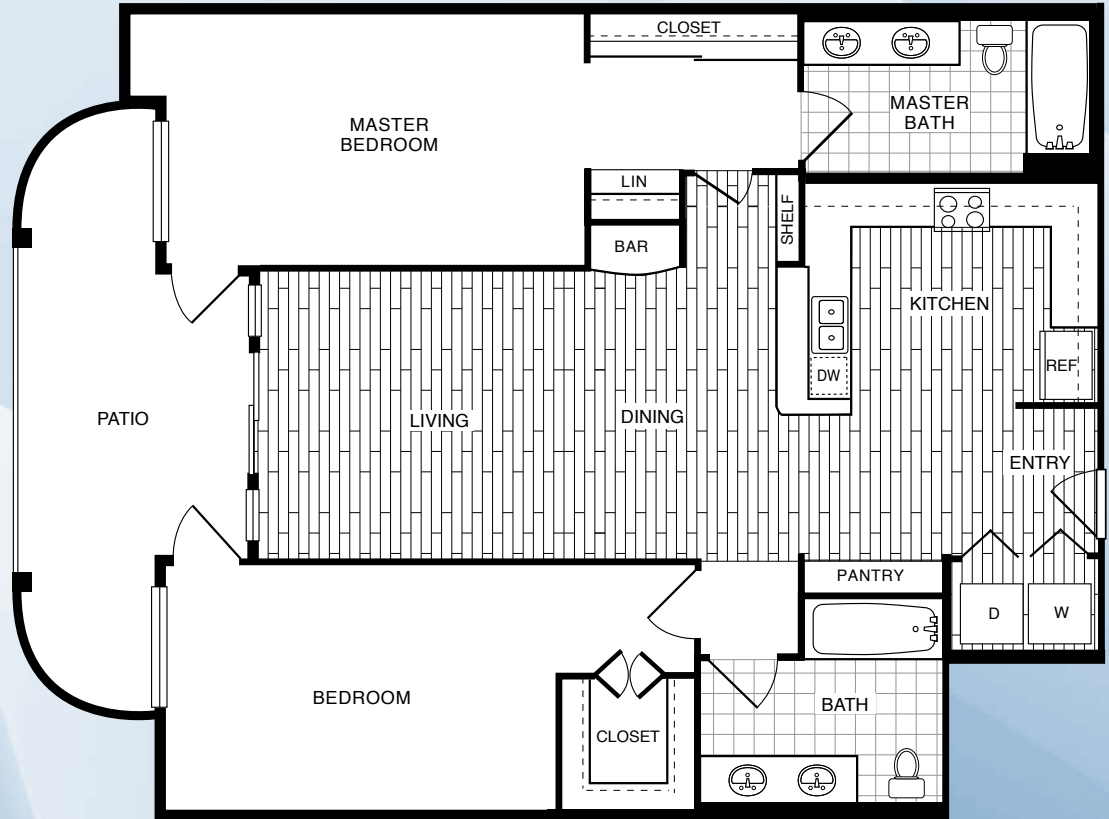 CLOSET
MASTER
BEDROOM
MASTER
BATH
LIN
SHELF
BAR
KITCHEN
REF
DW
PATIO
LIVING
DINING
ENTRY
PANTRY
D
W
BEDROOM
CLOSET
BATH